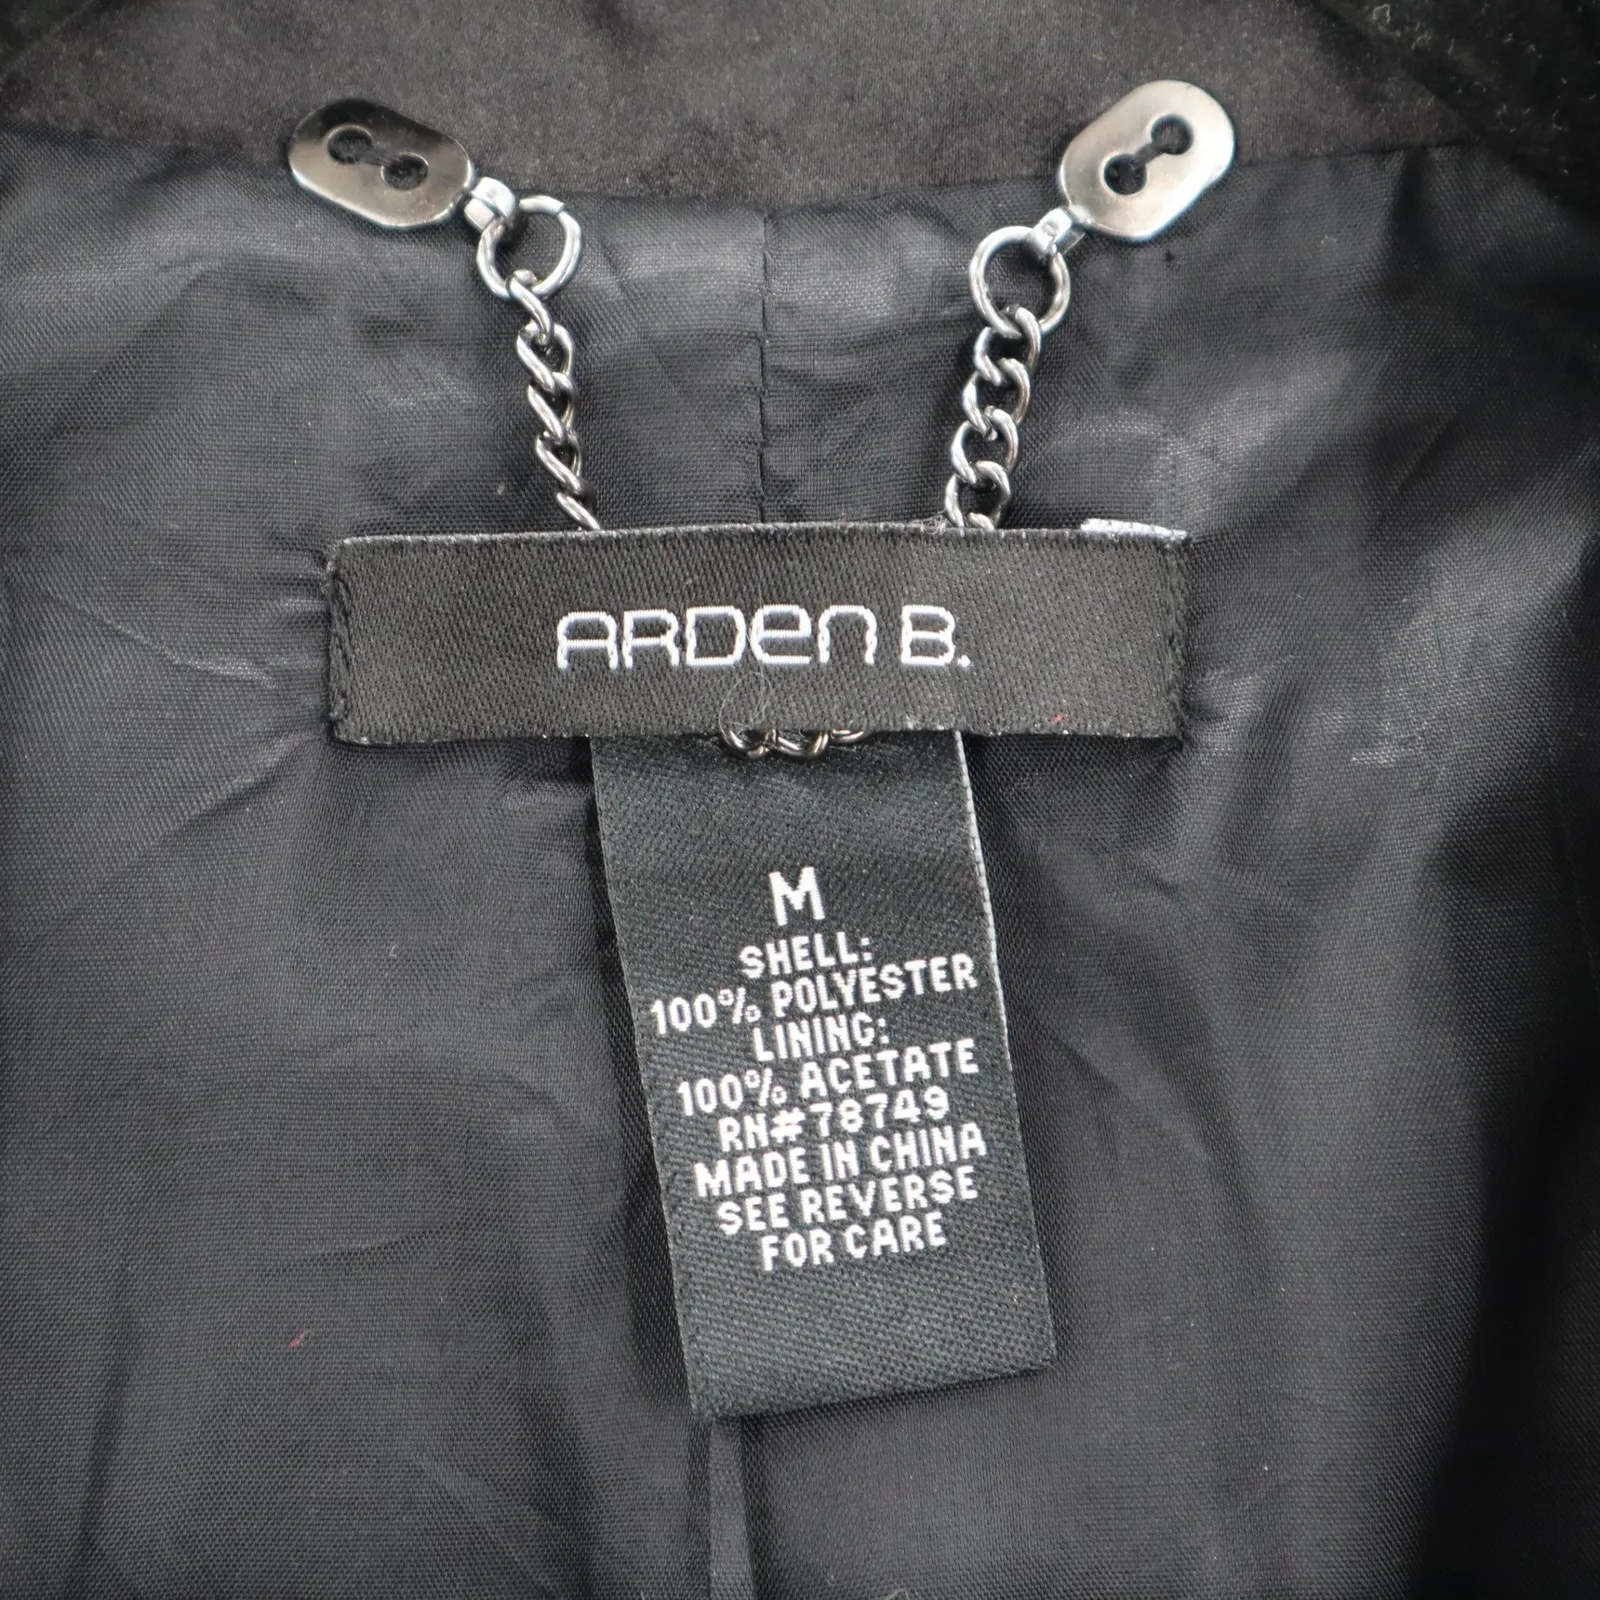 ARDen B.
M
SHELL:
100% POLYESTER
LINING:
100% ACETATE
RN#78749
MADE IN CHINA
SEE REVERSE
FOR CARE